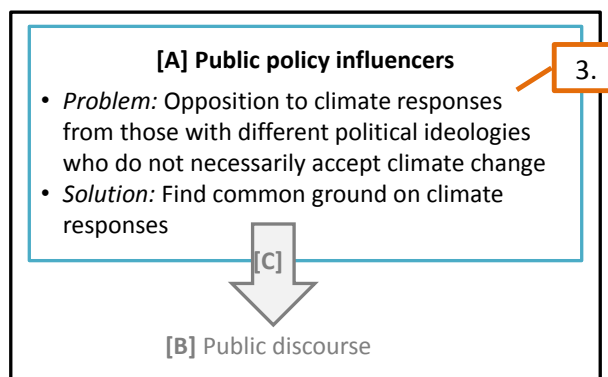 [A] Public policy influencers
3.
• Problem: Opposition to climate responses
from those with different political ideologies
who do not necessarily accept climate change
• Solution: Find common ground on climate
responses
[C]
[B] Public discourse